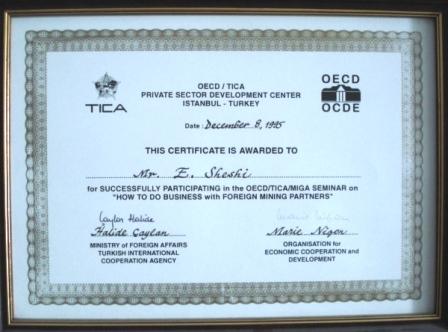 TICA
OECD / TICA
PRIVATE SECTOR DEVELOPMENT CENTER
ISTANBUL - TURKEY
OECD
OCDE
Date : December 8, 1995
THIS CERTIFICATE IS AWARDED TO
Mr. E. Sheshi
for SUCCESSFULLY PARTICIPATING in the OECD/TICA/MIGA SEMINAR on
"HOW TO DO BUSINESS with FOREIGN MINING PARTNERS"
Halide
Halide
MINISTRY OF FOREIGN AFFAIRS
TURKISH INTERNATIONAL
COOPERATION AGENCY
Marie
ORGANISATION for
ECONOMIC COOPERATION and
DEVELOPMENT